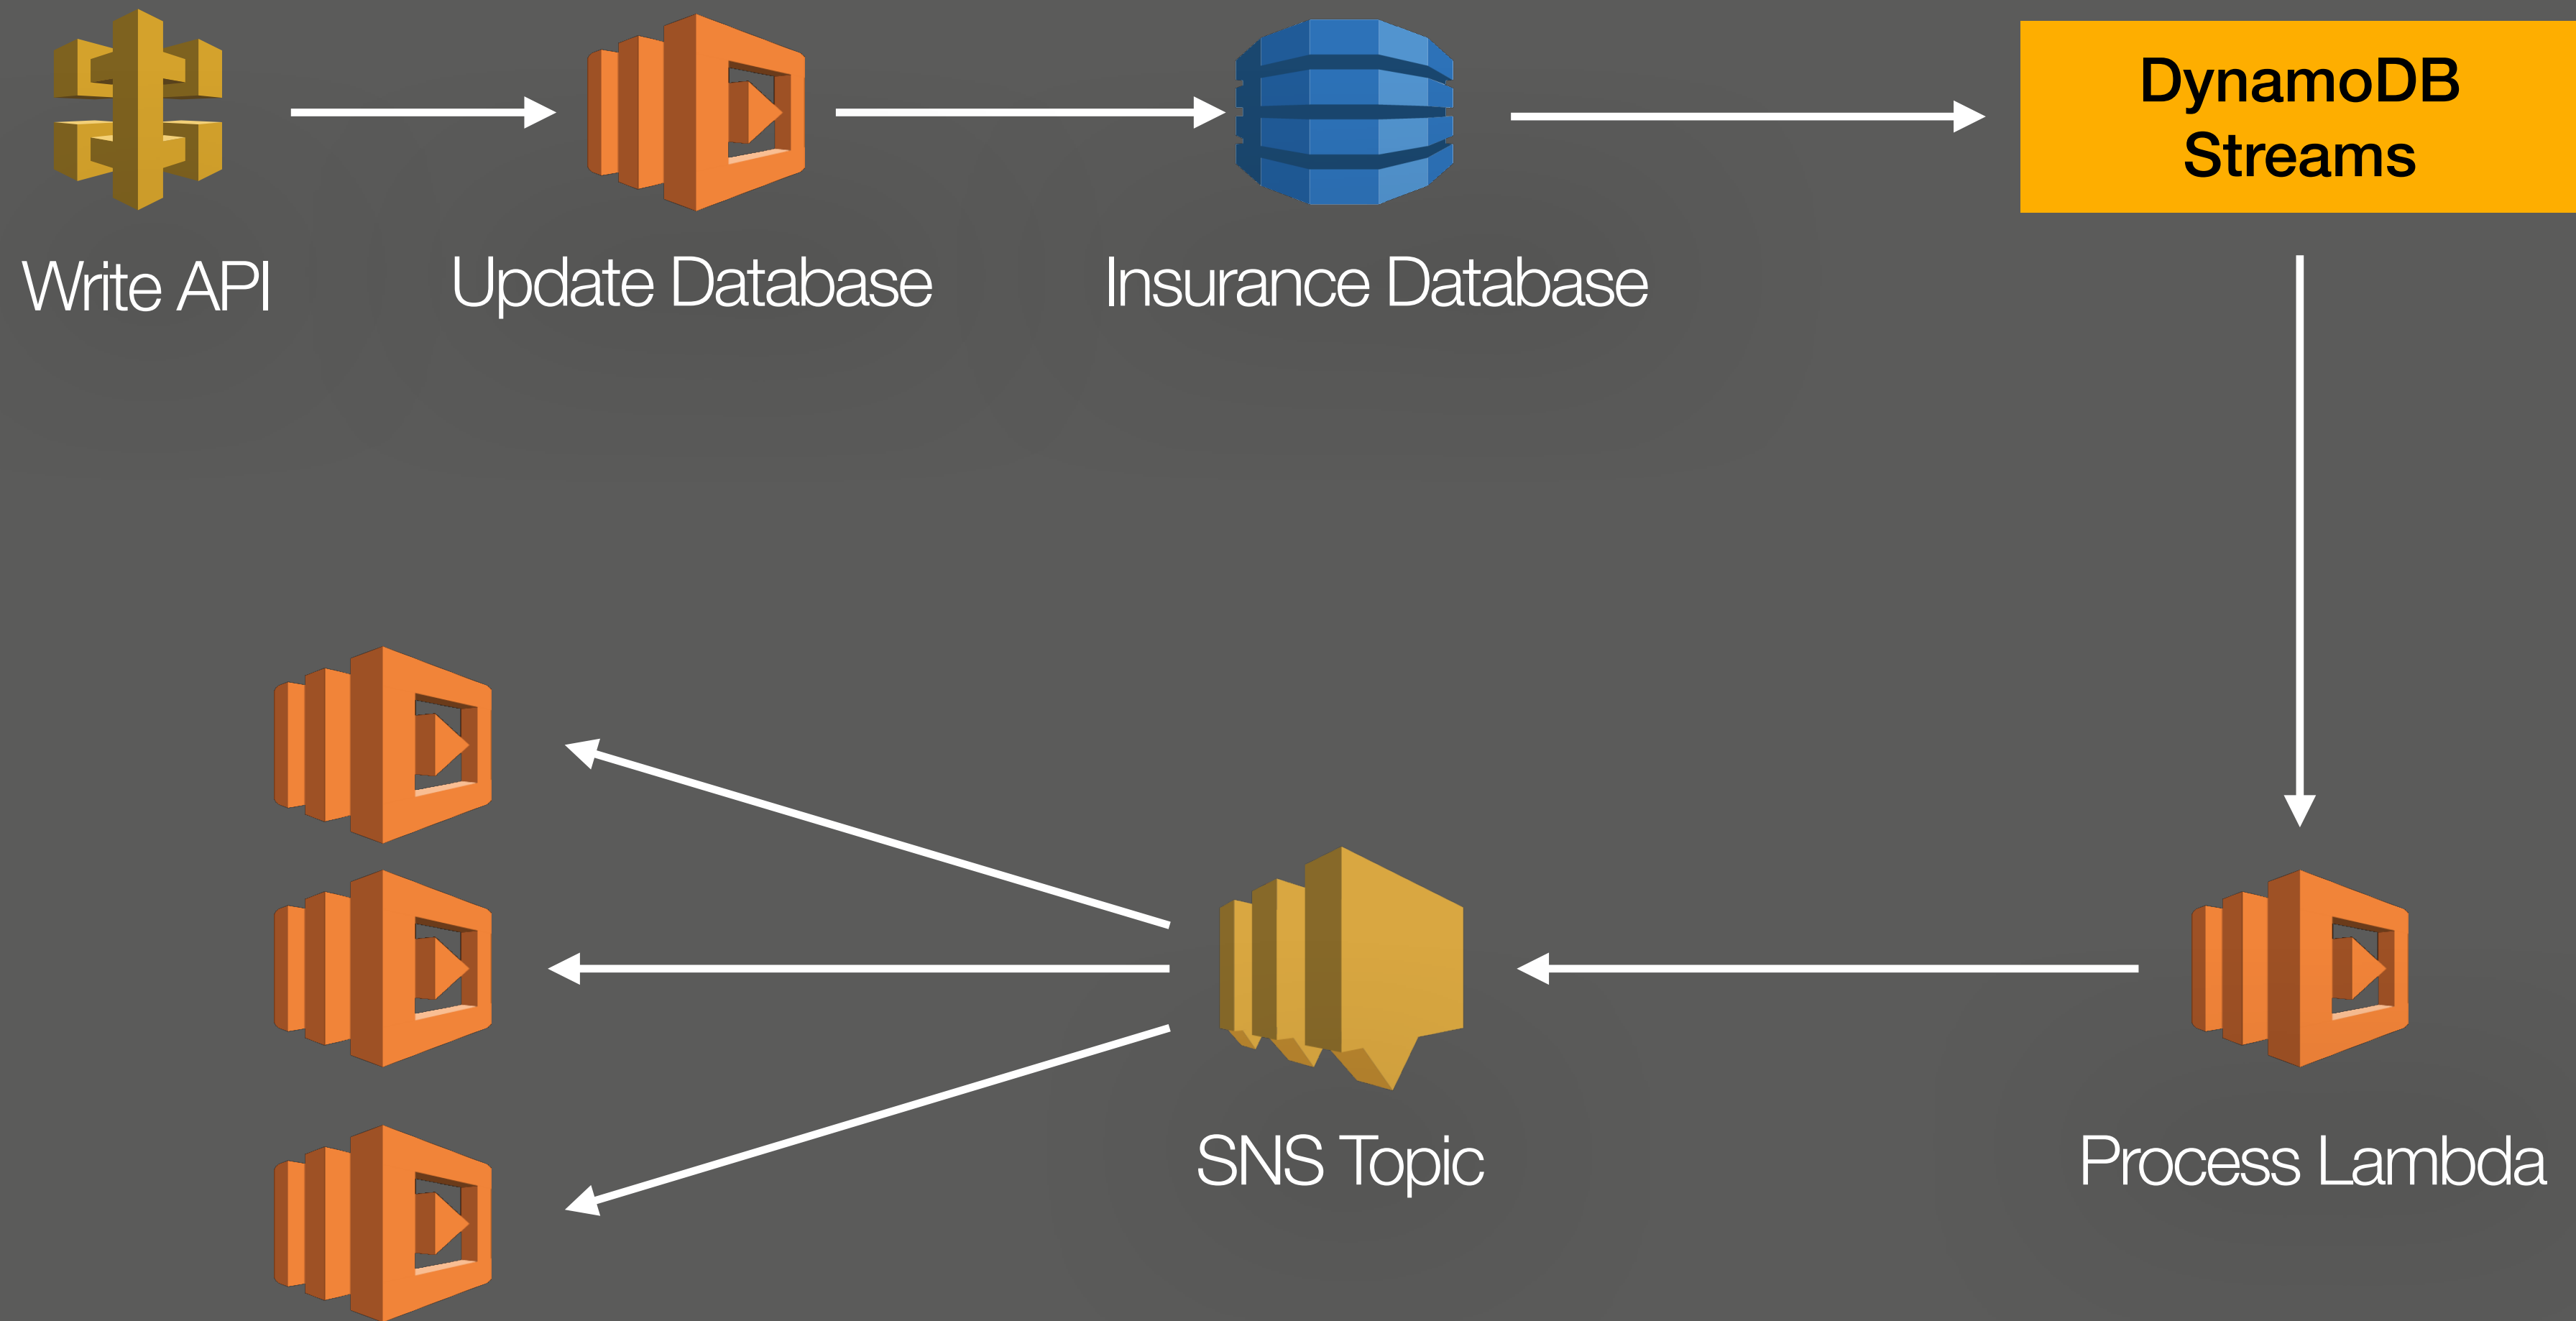 Write API
Update Database
Insurance Database
DynamoDB
Streams
SNS Topic
Process Lambda